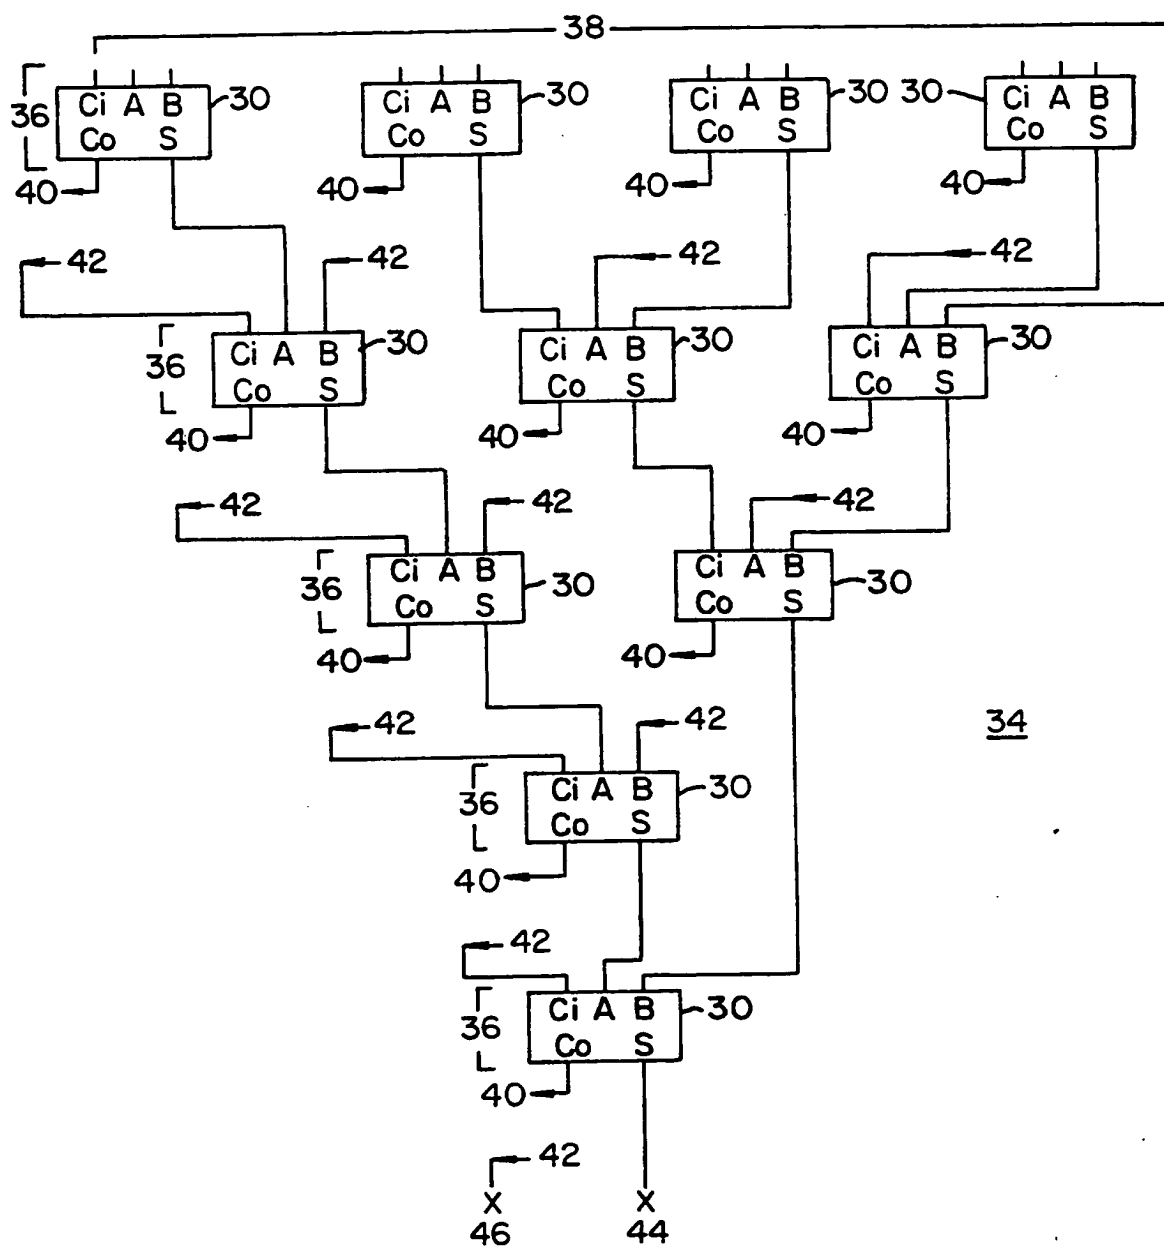 38
36 Ci A B 30 Ci A B 30 Ci A B 30 30 Ci A B
Co S Co S Co S Co S
40 40 40 40
42 42 42 42
36 Ci A B 30 Ci A B 30 Ci A B 30
Co S Co S Co S
40 40 40
42 42 42
36 Ci A B 30 Ci A B 30
Co S Co S
40 40
42 42 34
36 Ci A B 30
Co S
40
42
36 Ci A B 30
Co S
40
42
X X
46 44